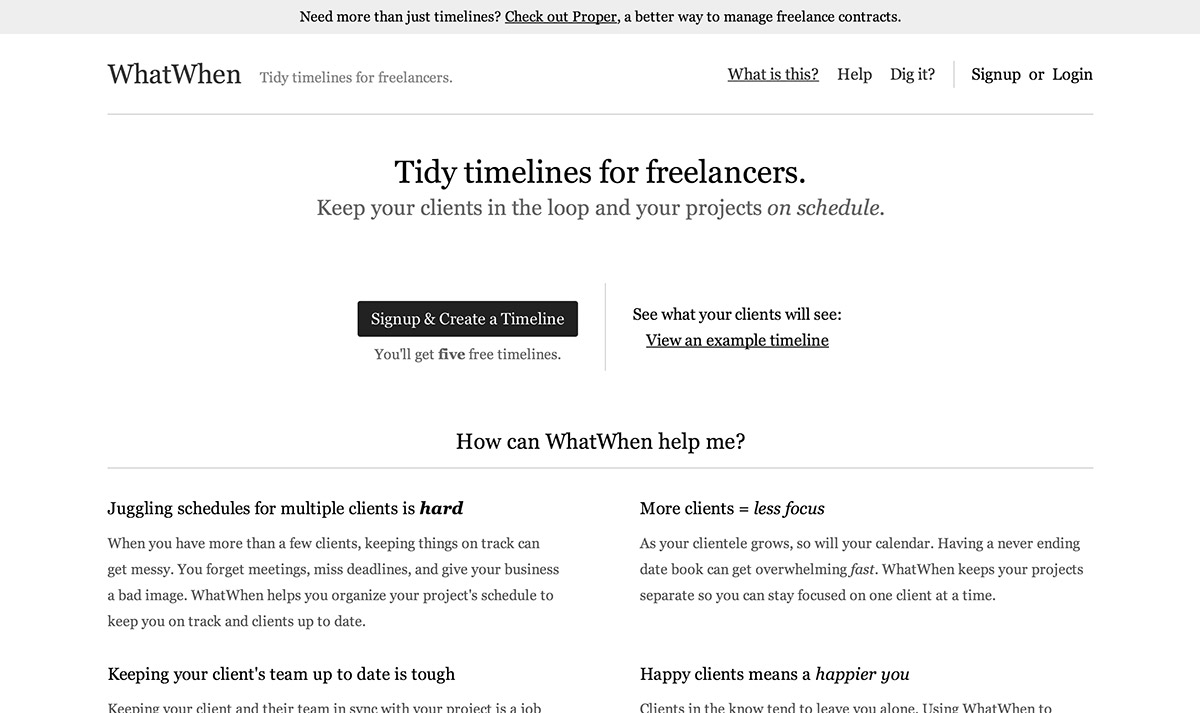 Need more than just timelines? Check out Proper, a better way to manage freelance contracts.
WhatWhen Tidy timelines for freelancers.
What is this? Help Dig it? Signup or Login
Tidy timelines for freelancers.
Keep your clients in the loop and your projects on schedule.
Signup & Create a Timeline
You'll get five free timelines.
See what your clients will see:
View an example timeline
How can WhatWhen help me?
Juggling schedules for multiple clients is hard
When you have more than a few clients, keeping things on track can
get messy. You forget meetings, miss deadlines, and give your business
a bad image. WhatWhen helps you organize your project's schedule to
keep you on track and clients up to date.
More clients = less focus
As your clientele grows, so will your calendar. Having a never ending
date book can get overwhelming fast. WhatWhen keeps your projects
separate so you can stay focused on one client at a time.
Keeping your client's team up to date is tough
Keeping your client and their team in sync with your project is a job
Happy clients means a happier you
Clients in the know tend to leave you alone. Using WhatWhen to